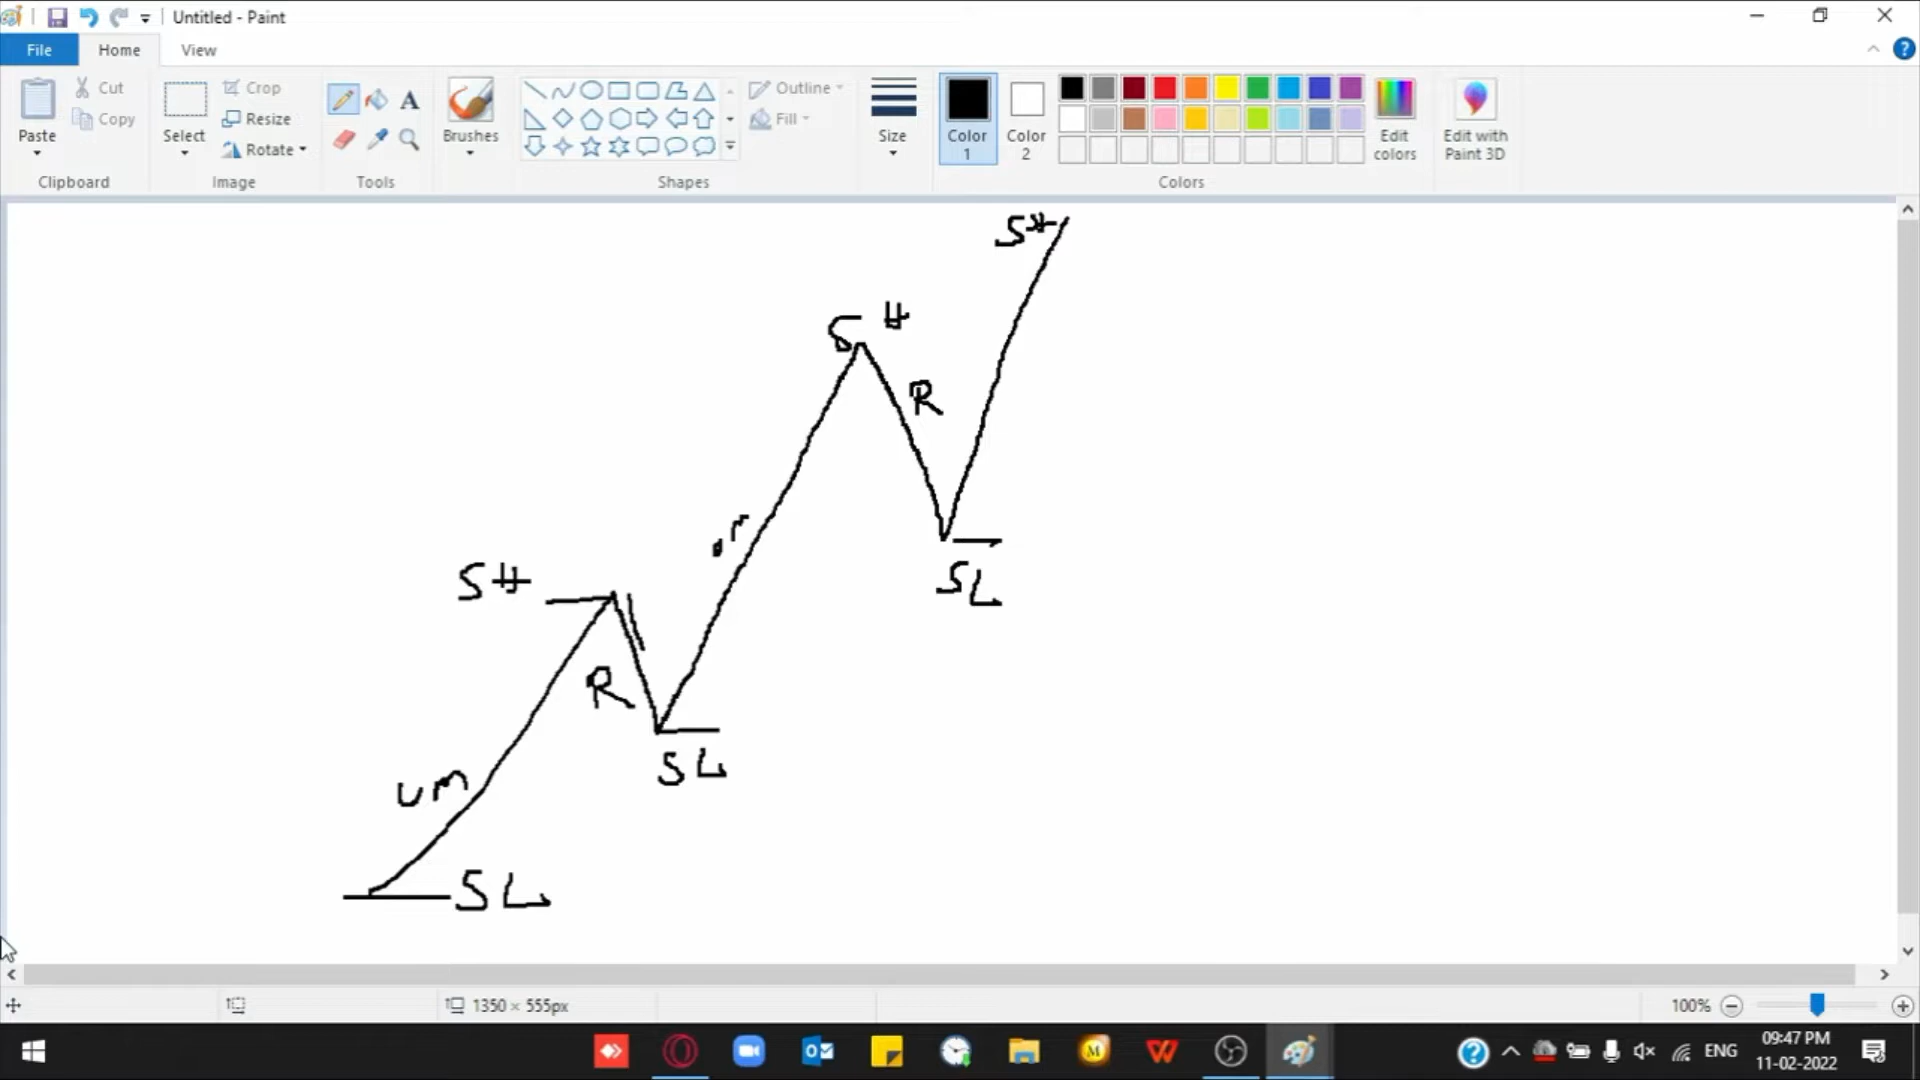 Untitled - Paint
File
Home
View
Paste
Cut
Copy
Clipboard
Select
Crop
Resize
Rotate
Image
A
Tools
Brushes
Shapes
Outline
Fill
Size
Color 1
Color 2
Edit colors
Colors
Edit with Paint 3D
SH
SH
R
SL
SH
R
SL
um
SL
1350 × 555px
100%
ENG
09:47 PM
11-02-2022